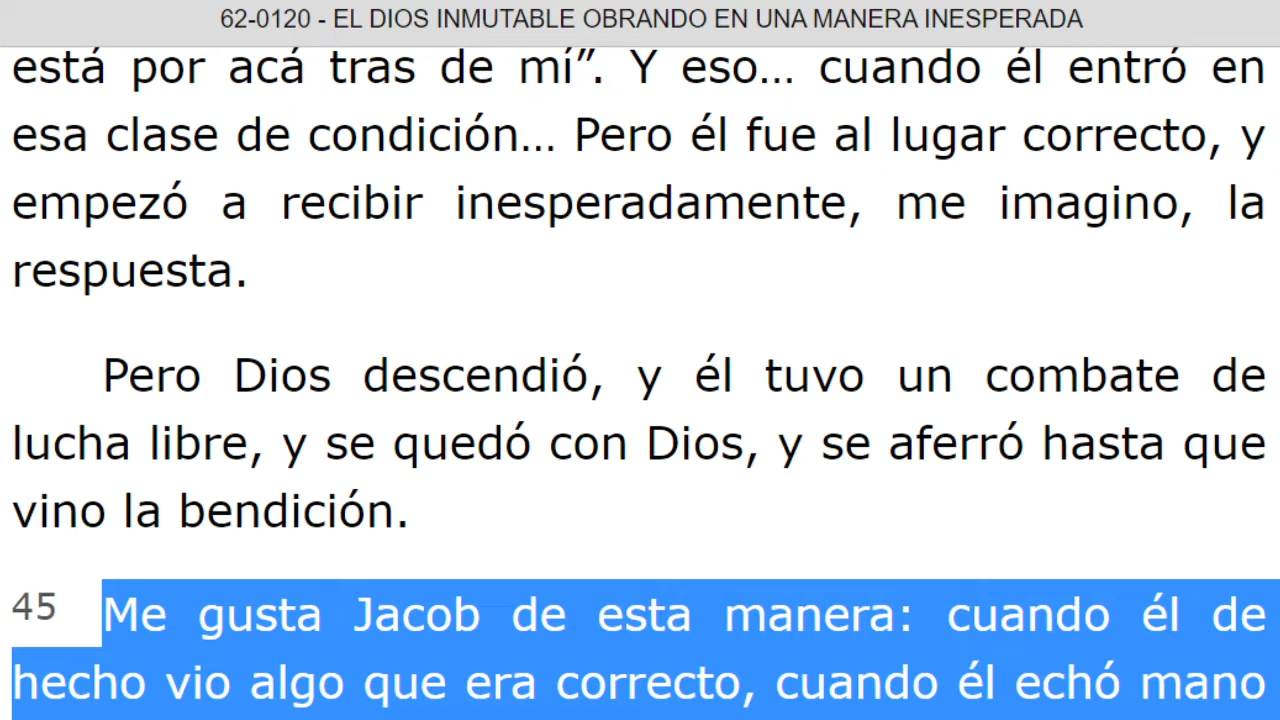 62-0120 - EL DIOS INMUTABLE OBRANDO EN UNA MANERA INESPERADA
está por acá tras de mí”. Y eso… cuando él entró en
esa clase de condición… Pero él fue al lugar correcto, y
empezó a recibir inesperadamente, me imagino, la
respuesta.
Pero Dios descendió, y él tuvo un combate de
lucha libre, y se quedó con Dios, y se aferró hasta que
vino la bendición.
45 Me gusta Jacob de esta manera: cuando él de
hecho vio algo que era correcto, cuando él echó mano